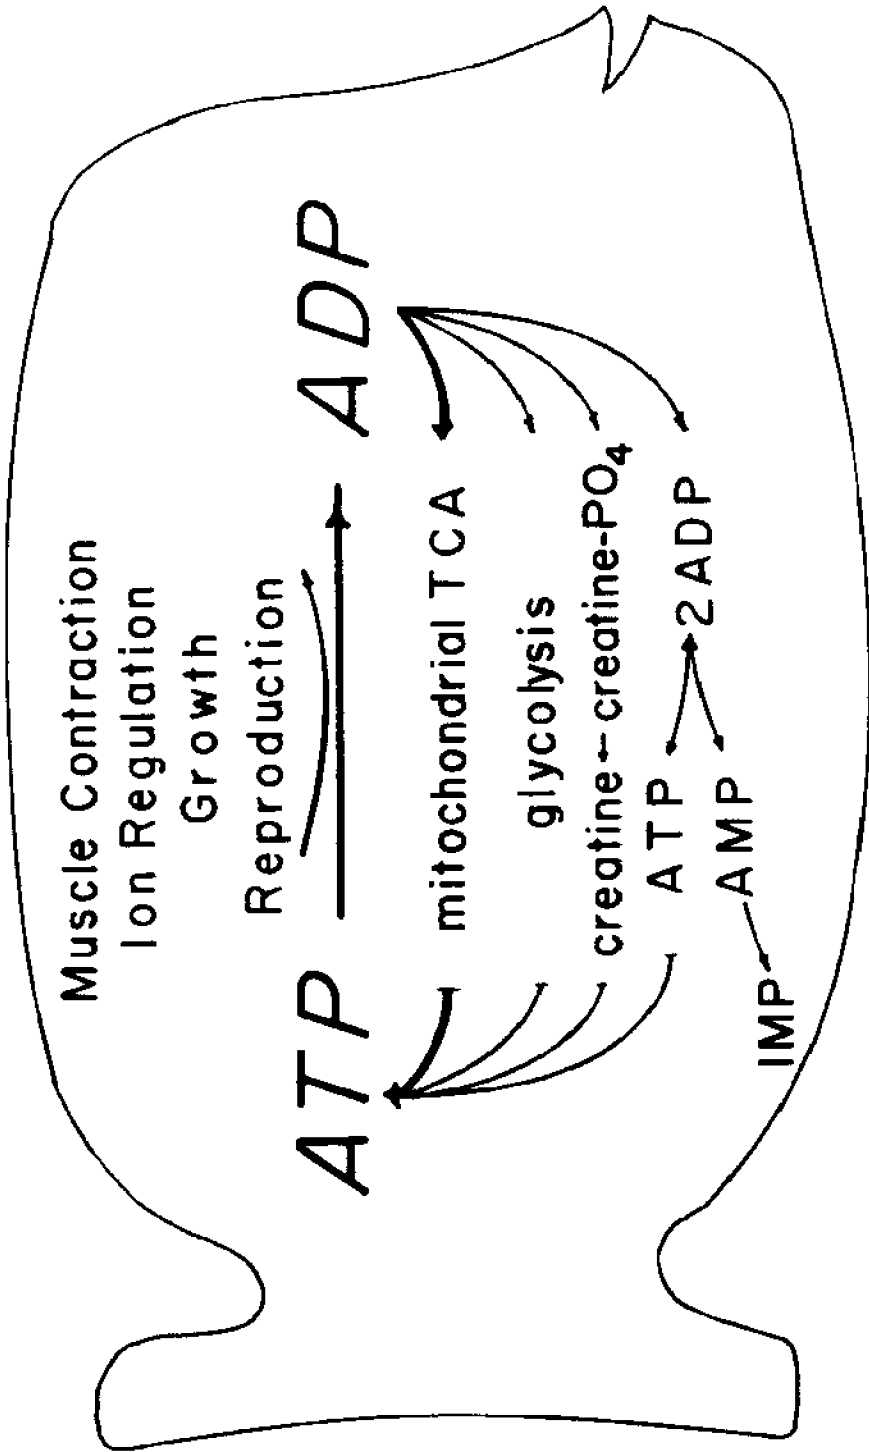 Muscle Contraction
Ion Regulation
Growth
Reproduction
ATP
ADP
mitochondrial TCA
glycolysis
creatine←creatine-PO₄
ATP
2ADP
AMP
IMP